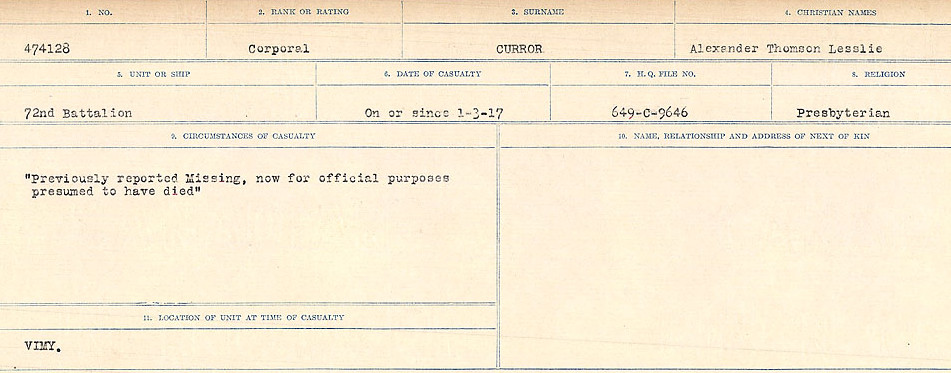 1. NO.
2. RANK OR RATING
3. SURNAME
4. CHRISTIAN NAMES
474128
Corporal
CURROR
Alexander Thomson Lesslie
5. UNIT OR SHIP
6. DATE OF CASUALTY
7. H.Q. FILE NO.
8. RELIGION
72nd Battalion
On or since 1-3-17
649-C-9646
Presbyterian
9. CIRCUMSTANCES OF CASUALTY
10. NAME, RELATIONSHIP AND ADDRESS OF NEXT OF KIN
"Previously reported Missing, now for official purposes
presumed to have died"
11. LOCATION OF UNIT AT TIME OF CASUALTY
VIMY.